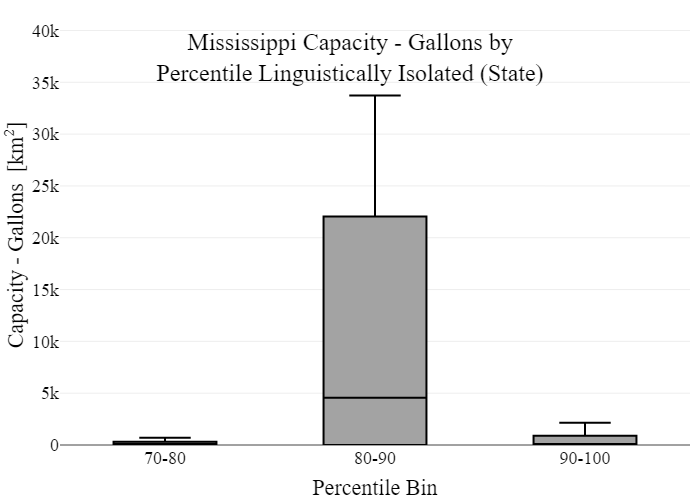 Mississippi Capacity - Gallons by
Percentile Linguistically Isolated (State)
Capacity - Gallons [km²]
40k
35k
30k
25k
20k
15k
10k
5k
0
70-80
80-90
90-100
Percentile Bin